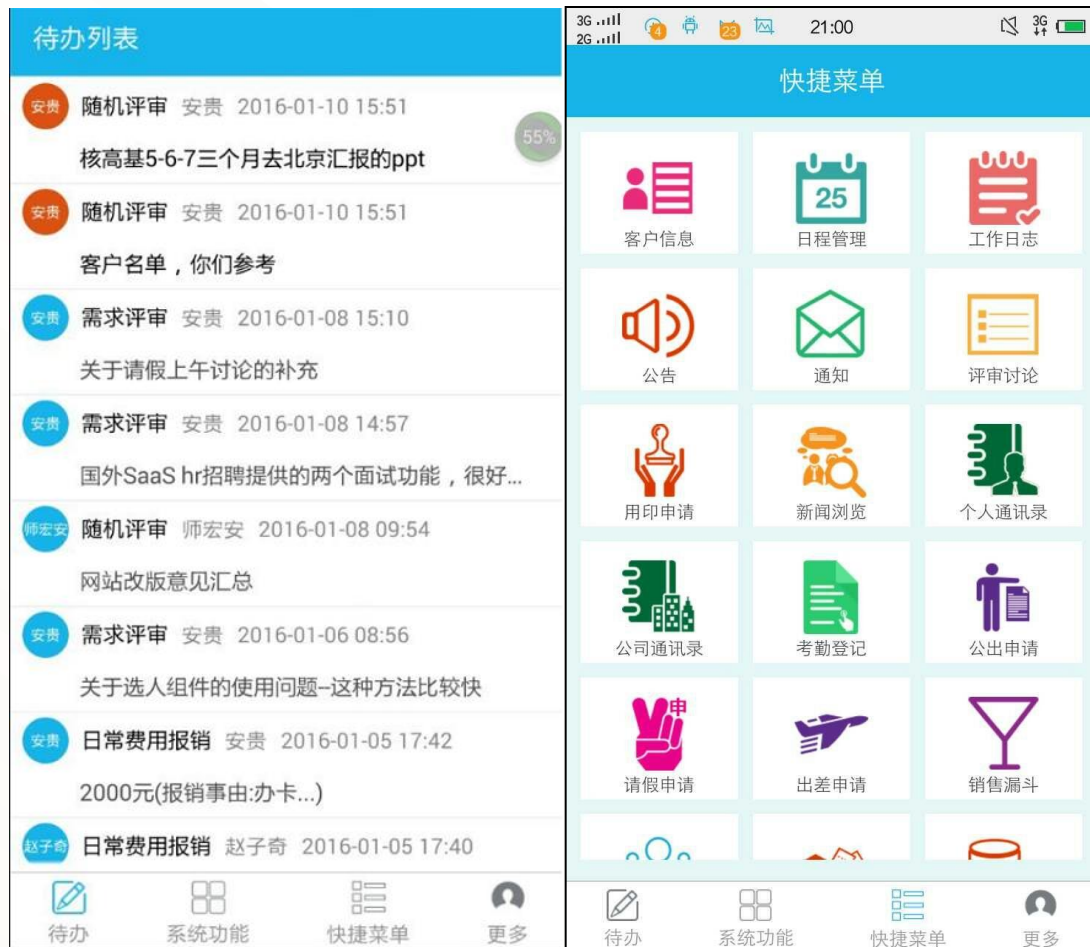 待办列表
安贵 随机评审 安贵 2016-01-10 15:51
55%
核高基5-6-7三个月去北京汇报的ppt
安贵 随机评审 安贵 2016-01-10 15:51
客户名单，你们参考
安贵 需求评审 安贵 2016-01-08 15:10
关于请假上午讨论的补充
安贵 需求评审 安贵 2016-01-08 14:57
国外SaaS hr招聘提供的两个面试功能，很好...
师宏安 随机评审 师宏安 2016-01-08 09:54
网站改版意见汇总
安贵 需求评审 安贵 2016-01-06 08:56
关于选人组件的使用问题--这种方法比较快
安贵 日常费用报销 安贵 2016-01-05 17:42
2000元(报销事由:办卡...)
赵子奇 日常费用报销 赵子奇 2016-01-05 17:40
待办 系统功能 快捷菜单 更多
3G 4 23 21:00 3G
2G
快捷菜单
25
客户信息 日程管理 工作日志
公告 通知 评审讨论
用印申请 新闻浏览 个人通讯录
公司通讯录 考勤登记 公出申请
申
请假申请 出差申请 销售漏斗
待办 系统功能 快捷菜单 更多